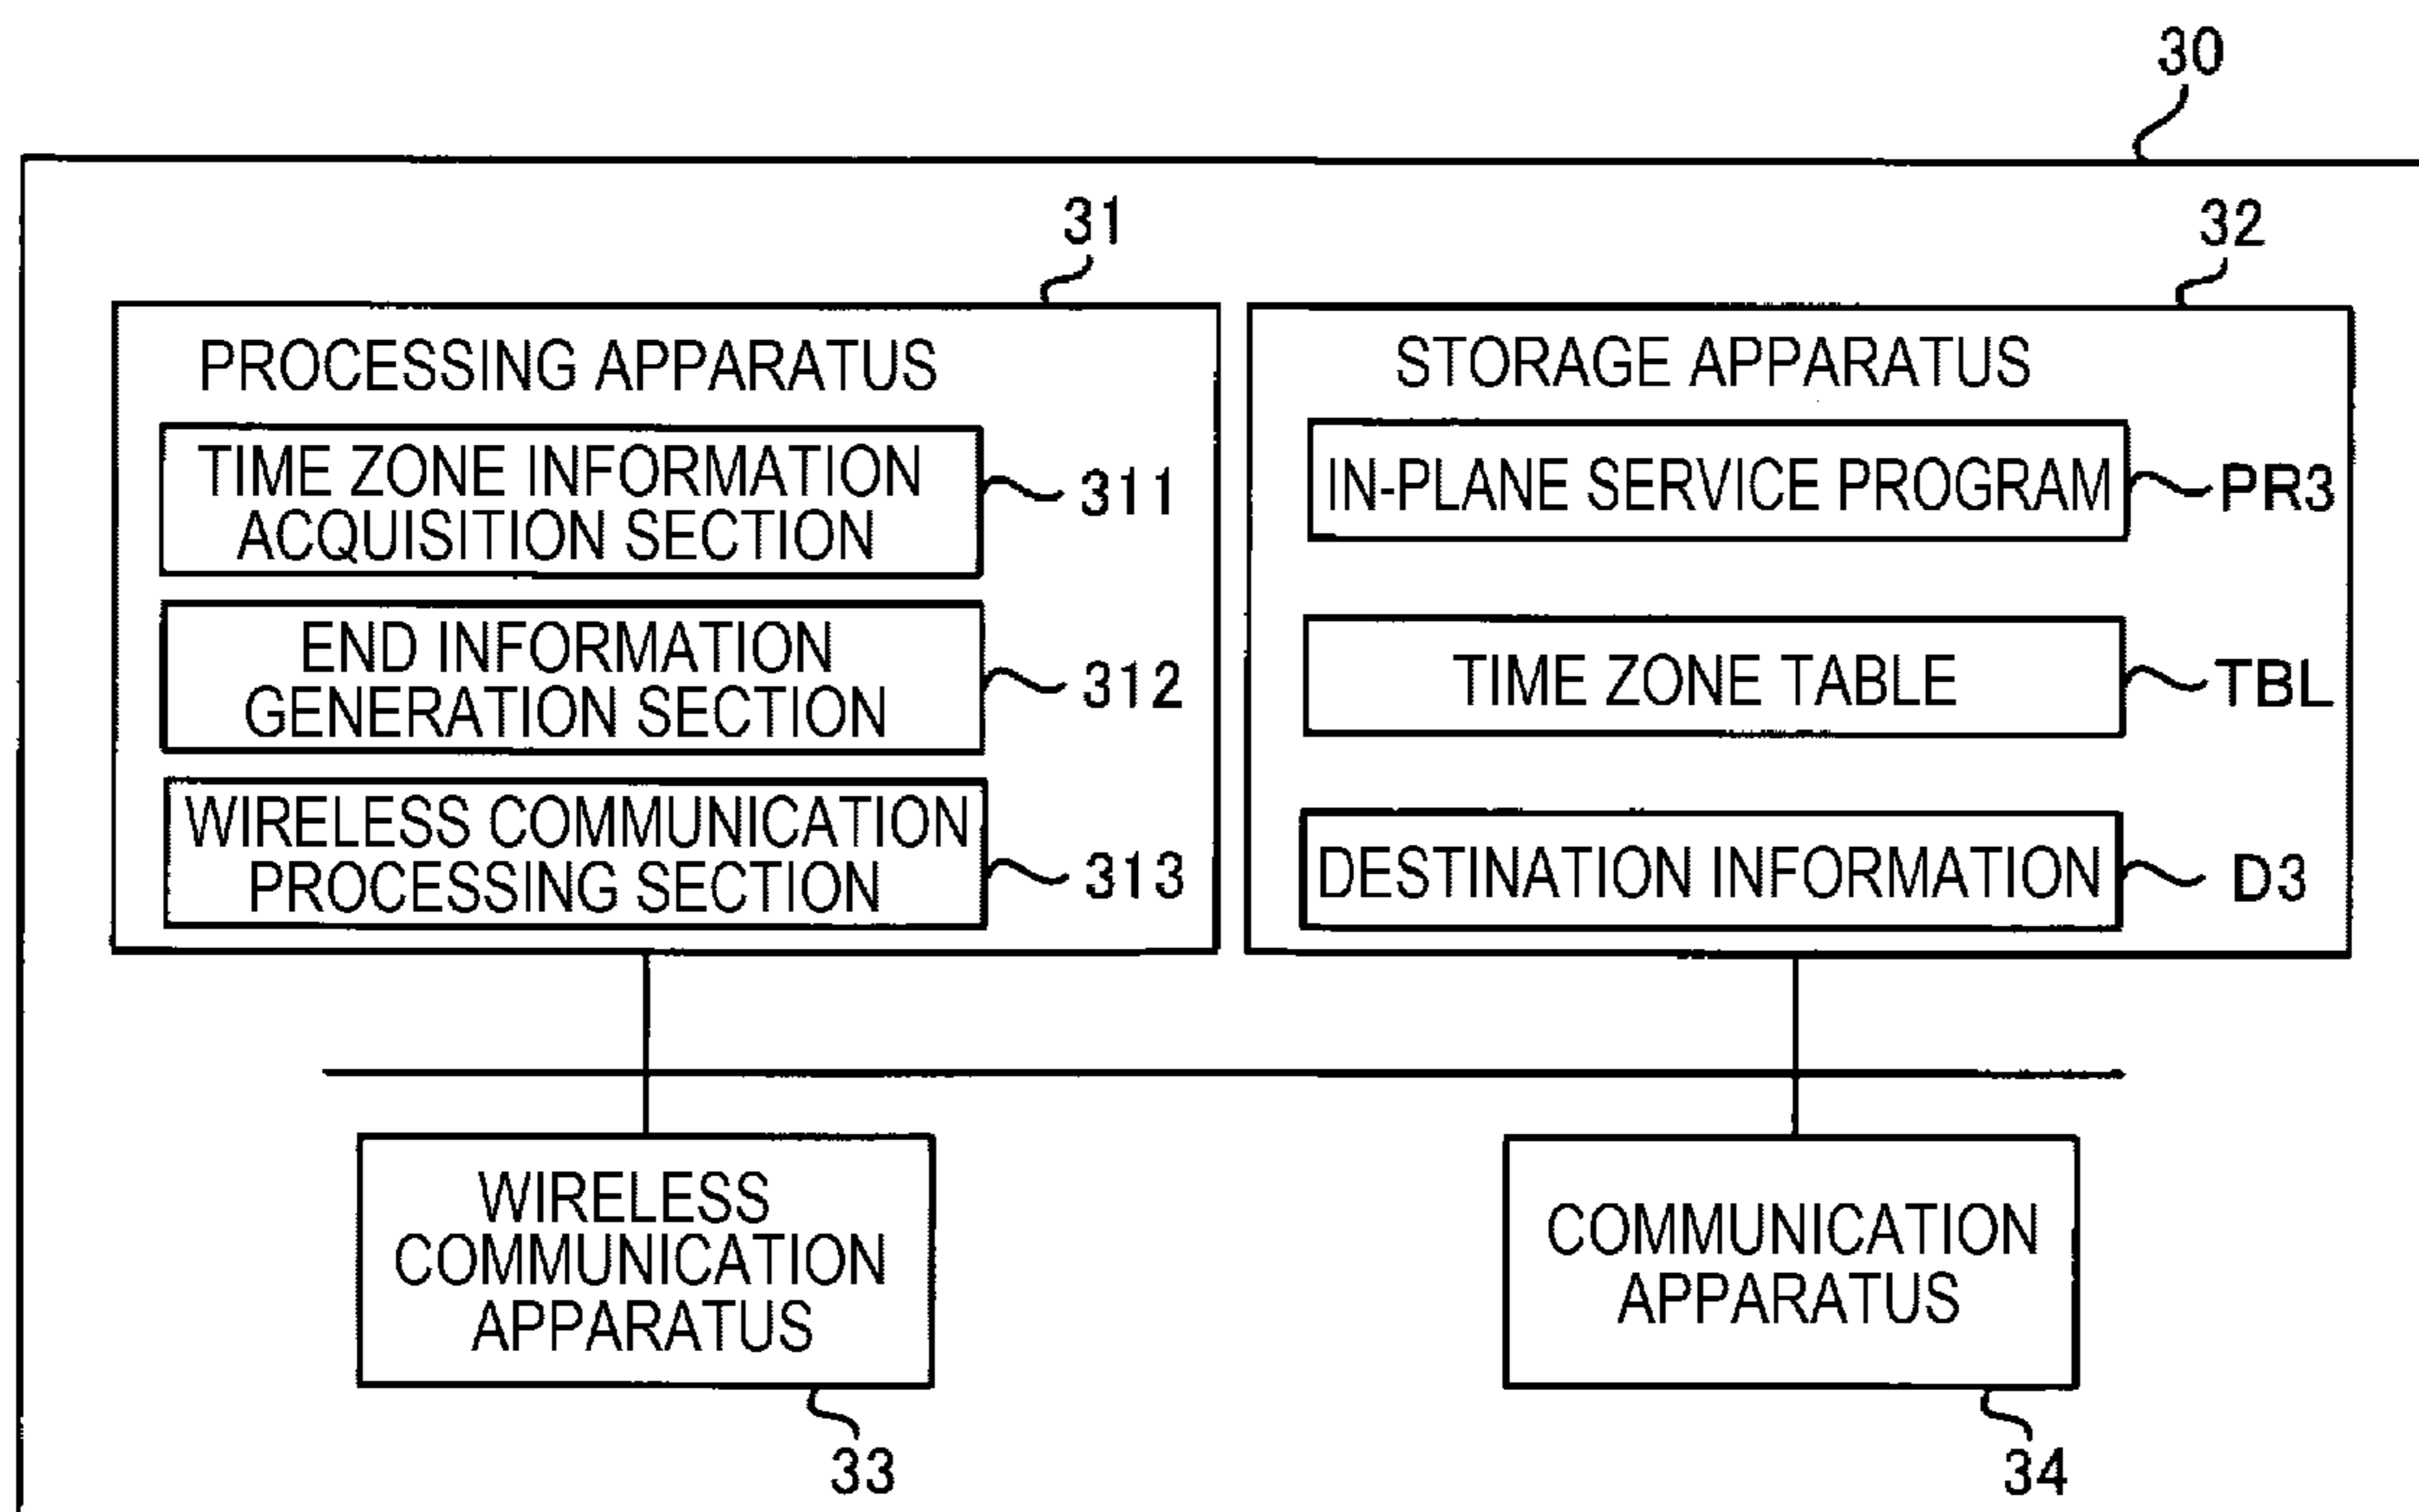 30
31
32
PROCESSING APPARATUS
TIME ZONE INFORMATION
ACQUISITION SECTION
311
END INFORMATION
GENERATION SECTION
312
WIRELESS COMMUNICATION
PROCESSING SECTION
313
STORAGE APPARATUS
IN-PLANE SERVICE PROGRAM
PR3
TIME ZONE TABLE
TBL
DESTINATION INFORMATION
D3
WIRELESS
COMMUNICATION
APPARATUS
33
COMMUNICATION
APPARATUS
34